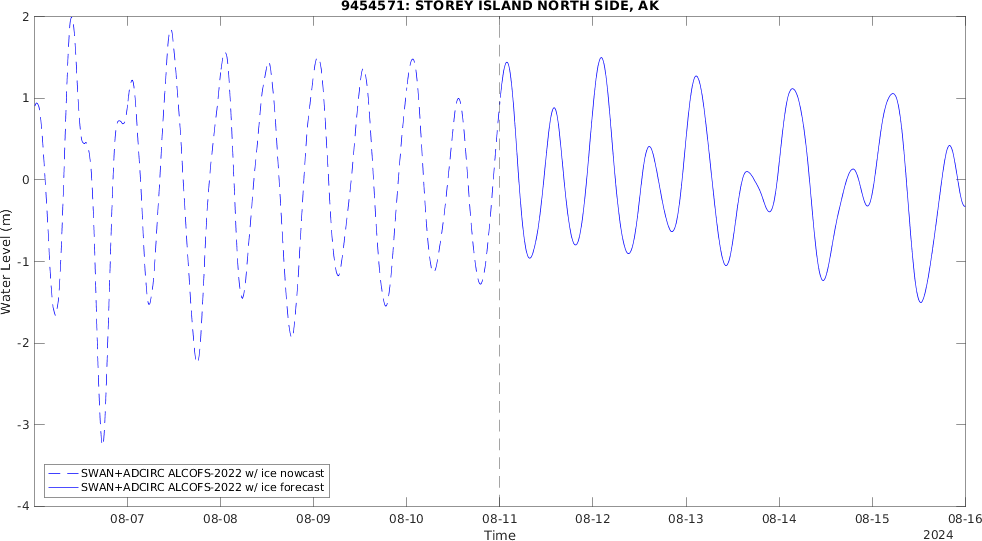 9454571: STOREY ISLAND NORTH SIDE, AK
Water Level (m)
2
1
0
-1
-2
-3
-4
SWAN+ADCIRC ALCOFS-2022 w/ ice nowcast
SWAN+ADCIRC ALCOFS-2022 w/ ice forecast
08-07 08-08 08-09 08-10 08-11 08-12 08-13 08-14 08-15 08-16
Time
2024